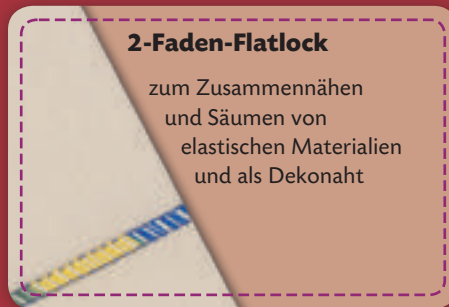 2-Faden-Flatlock
zum Zusammennähen
und Säumen von
elastischen Materialien
und als Dekonaht